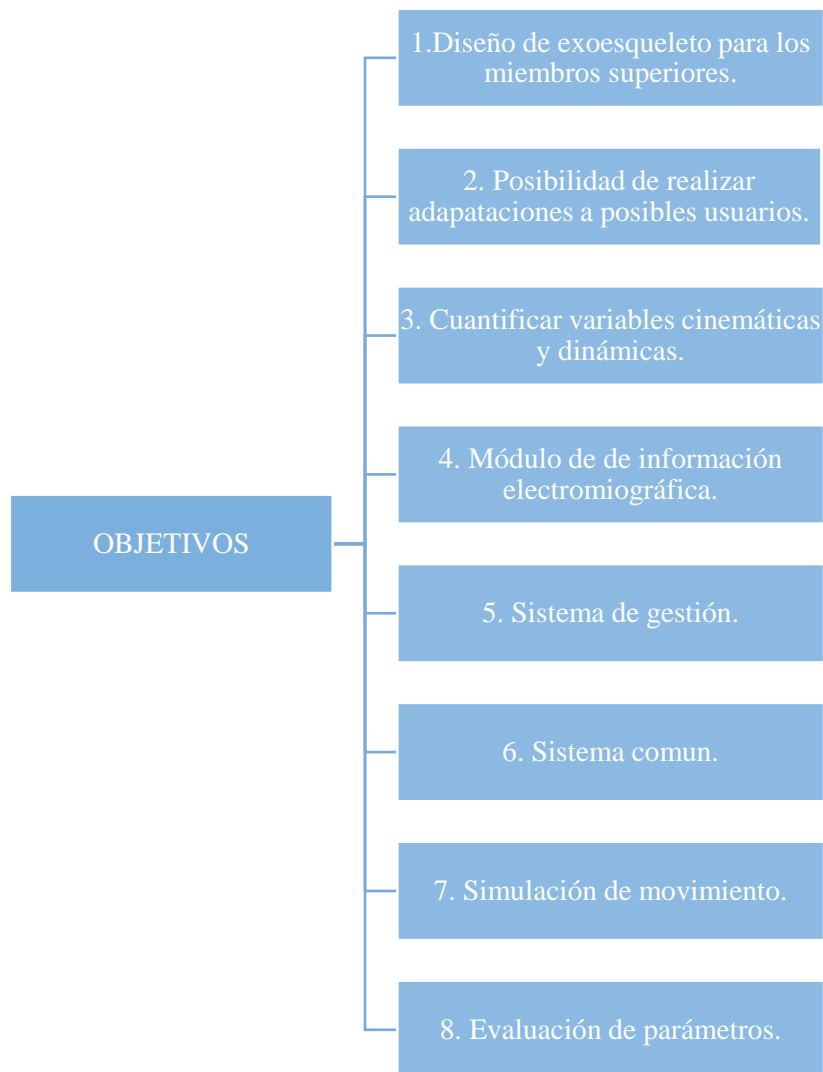 1.Diseño de exoesqueleto para los
miembros superiores.
2. Posibilidad de realizar
adapataciones a posibles usuarios.
3. Cuantificar variables cinemáticas
y dinámicas.
4. Módulo de de información
electromiográfica.
OBJETIVOS
5. Sistema de gestión.
6. Sistema comun.
7. Simulación de movimiento.
8. Evaluación de parámetros.